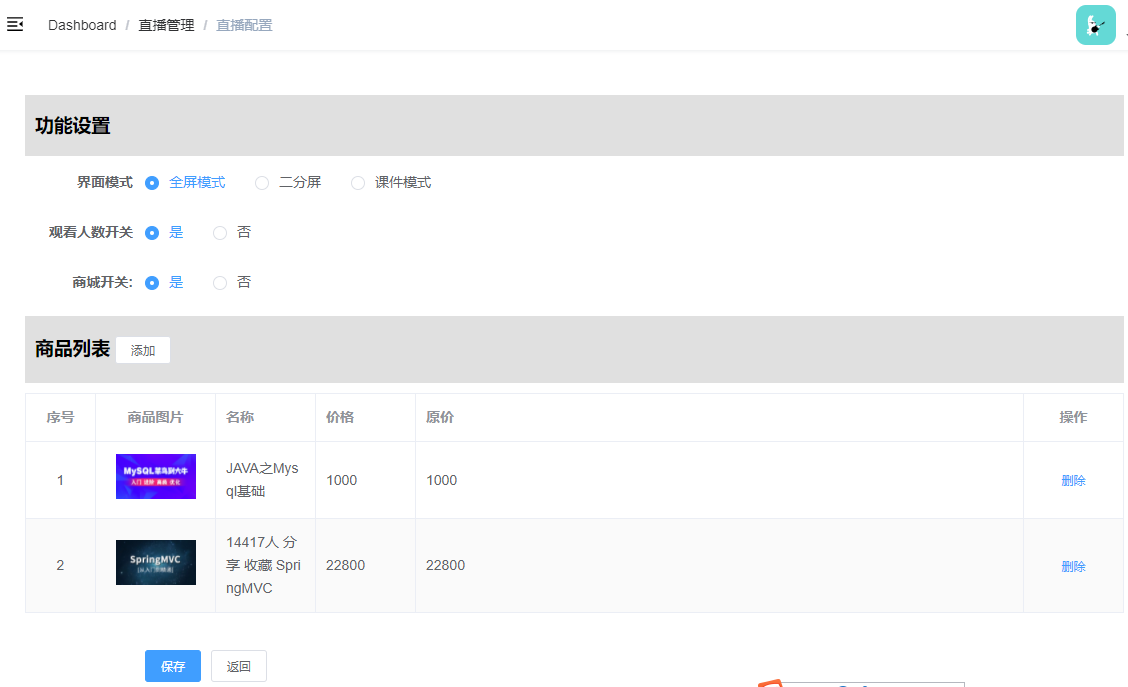 Dashboard / 直播管理 / 直播配置
功能设置
界面模式 全屏模式 二分屏 课件模式
观看人数开关 是 否
商城开关: 是 否
商品列表 添加
序号 商品图片 名称 价格 原价 操作
1 JAVA之Mys 1000 1000 删除
ql基础
MySQL菜鸟到大牛
入门 进阶 高级 优化
2 14417人 分 22800 22800 删除
享 收藏 Spri
ngMVC
SpringMVC
[从入门到精通]
保存 返回